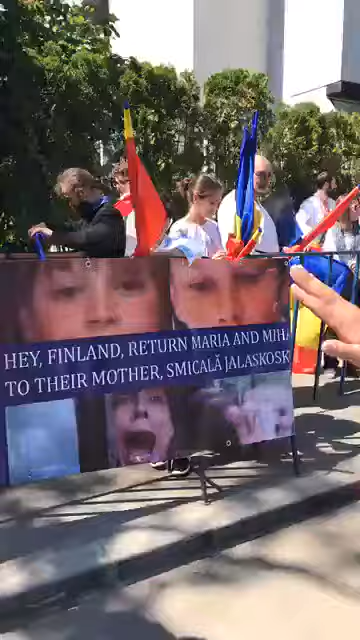 HEY, FINLAND, RETURN MARIA AND MIHA
TO THEIR MOTHER, SMICALĂ JALASKOSK